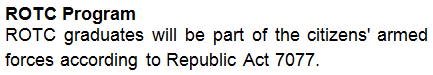 ROTC Program
ROTC graduates will be part of the citizens' armed
forces according to Republic Act 7077.